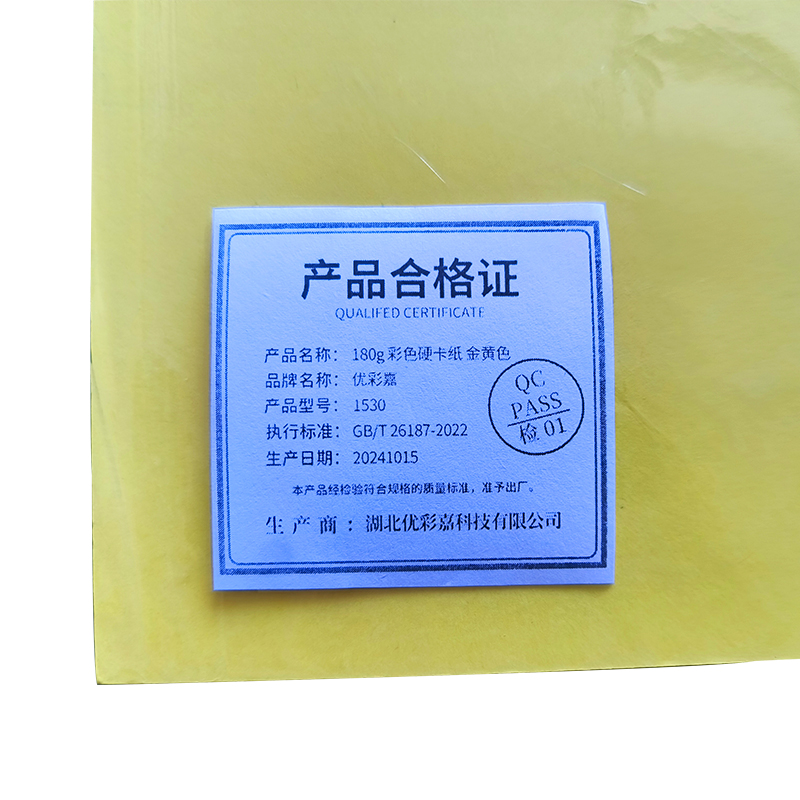 产品合格证
QUALIFED CERTIFICATE
产品名称： 180g 彩色硬卡纸 金黄色
品牌名称： 优彩嘉
产品型号： 1530
执行标准： GB/T 26187-2022
生产日期： 20241015
QC
PASS
检 01
本产品经检验符合规格的质量标准，准予出厂。
生产商：湖北优彩嘉科技有限公司